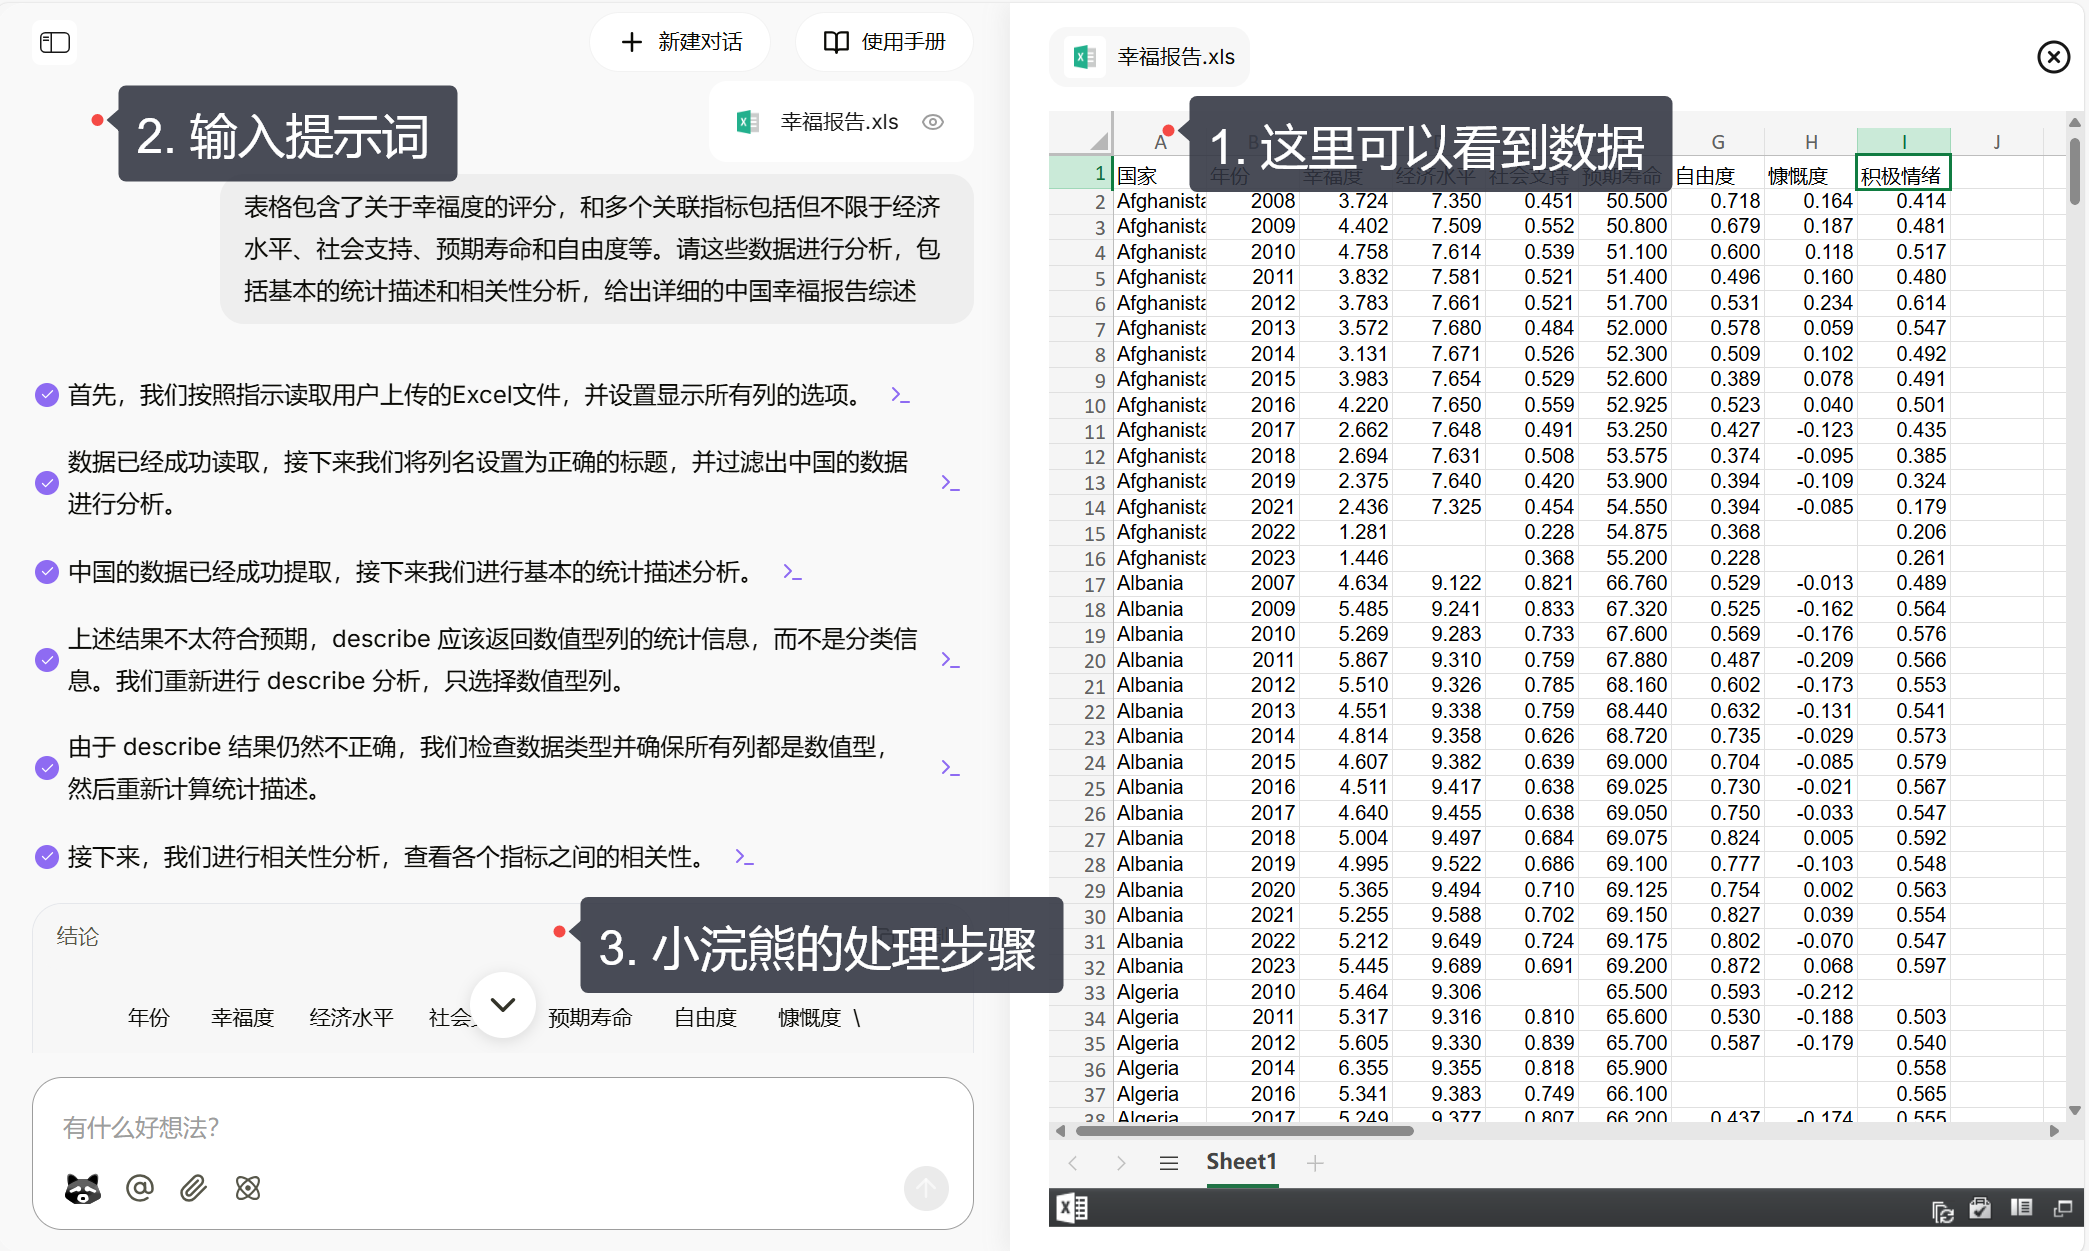 新建对话
使用手册
2. 输入提示词
幸福报告.xls
表格包含了关于幸福度的评分，和多个关联指标包括但不限于经济
水平、社会支持、预期寿命和自由度等。请这些数据进行分析，包
括基本的统计描述和相关性分析，给出详细的中国幸福报告综述
首先，我们按照指示读取用户上传的Excel文件，并设置显示所有列的选项。
数据已经成功读取，接下来我们将列名设置为正确的标题，并过滤出中国的数据
进行分析。
中国的数据已经成功提取，接下来我们进行基本的统计描述分析。
上述结果不太符合预期，describe 应该返回数值型列的统计信息，而不是分类信
息。我们重新进行 describe 分析，只选择数值型列。
由于 describe 结果仍然不正确，我们检查数据类型并确保所有列都是数值型，
然后重新计算统计描述。
接下来，我们进行相关性分析，查看各个指标之间的相关性。
结论
3. 小浣熊的处理步骤
年份 幸福度 经济水平 社会 预期寿命 自由度 慷慨度 \
有什么好想法?
幸福报告.xls
1. 这里可以看到数据
A B G H I J
1 国家 年份 幸福度 经济水平 社会支持 预期寿命 自由度 慷慨度 积极情绪
2 Afghanista 2008 3.724 7.350 0.451 50.500 0.718 0.164 0.414
3 Afghanista 2009 4.402 7.509 0.552 50.800 0.679 0.187 0.481
4 Afghanista 2010 4.758 7.614 0.539 51.100 0.600 0.118 0.517
5 Afghanista 2011 3.832 7.581 0.521 51.400 0.496 0.160 0.480
6 Afghanista 2012 3.783 7.661 0.521 51.700 0.531 0.234 0.614
7 Afghanista 2013 3.572 7.680 0.484 52.000 0.578 0.059 0.547
8 Afghanista 2014 3.131 7.671 0.526 52.300 0.509 0.102 0.492
9 Afghanista 2015 3.983 7.654 0.529 52.600 0.389 0.078 0.491
10 Afghanista 2016 4.220 7.650 0.559 52.925 0.523 0.040 0.501
11 Afghanista 2017 2.662 7.648 0.491 53.250 0.427 -0.123 0.435
12 Afghanista 2018 2.694 7.631 0.508 53.575 0.374 -0.095 0.385
13 Afghanista 2019 2.375 7.640 0.420 53.900 0.394 -0.109 0.324
14 Afghanista 2021 2.436 7.325 0.454 54.550 0.394 -0.085 0.179
15 Afghanista 2022 1.281 0.228 54.875 0.368 0.206
16 Afghanista 2023 1.446 0.368 55.200 0.228 0.261
17 Albania 2007 4.634 9.122 0.821 66.760 0.529 -0.013 0.489
18 Albania 2009 5.485 9.241 0.833 67.320 0.525 -0.162 0.564
19 Albania 2010 5.269 9.283 0.733 67.600 0.569 -0.176 0.576
20 Albania 2011 5.867 9.310 0.759 67.880 0.487 -0.209 0.566
21 Albania 2012 5.510 9.326 0.785 68.160 0.602 -0.173 0.553
22 Albania 2013 4.551 9.338 0.759 68.440 0.632 -0.131 0.541
23 Albania 2014 4.814 9.358 0.626 68.720 0.735 -0.029 0.573
24 Albania 2015 4.607 9.382 0.639 69.000 0.704 -0.085 0.579
25 Albania 2016 4.511 9.417 0.638 69.025 0.730 -0.021 0.567
26 Albania 2017 4.640 9.455 0.638 69.050 0.750 -0.033 0.547
27 Albania 2018 5.004 9.497 0.684 69.075 0.824 0.005 0.592
28 Albania 2019 4.995 9.522 0.686 69.100 0.777 -0.103 0.548
29 Albania 2020 5.365 9.494 0.710 69.125 0.754 0.002 0.563
30 Albania 2021 5.255 9.588 0.702 69.150 0.827 0.039 0.554
31 Albania 2022 5.212 9.649 0.724 69.175 0.802 -0.070 0.547
32 Albania 2023 5.445 9.689 0.691 69.200 0.872 0.068 0.597
33 Algeria 2010 5.464 9.306 65.500 0.593 -0.212
34 Algeria 2011 5.317 9.316 0.810 65.600 0.530 -0.188 0.503
35 Algeria 2012 5.605 9.330 0.839 65.700 0.587 -0.179 0.540
36 Algeria 2014 6.355 9.355 0.818 65.900 0.558
37 Algeria 2016 5.341 9.383 0.749 66.100 0.565
38 Algeria 2017 5.249 9.377 0.807 66.200 0.437 -0.174 0.555
Sheet1